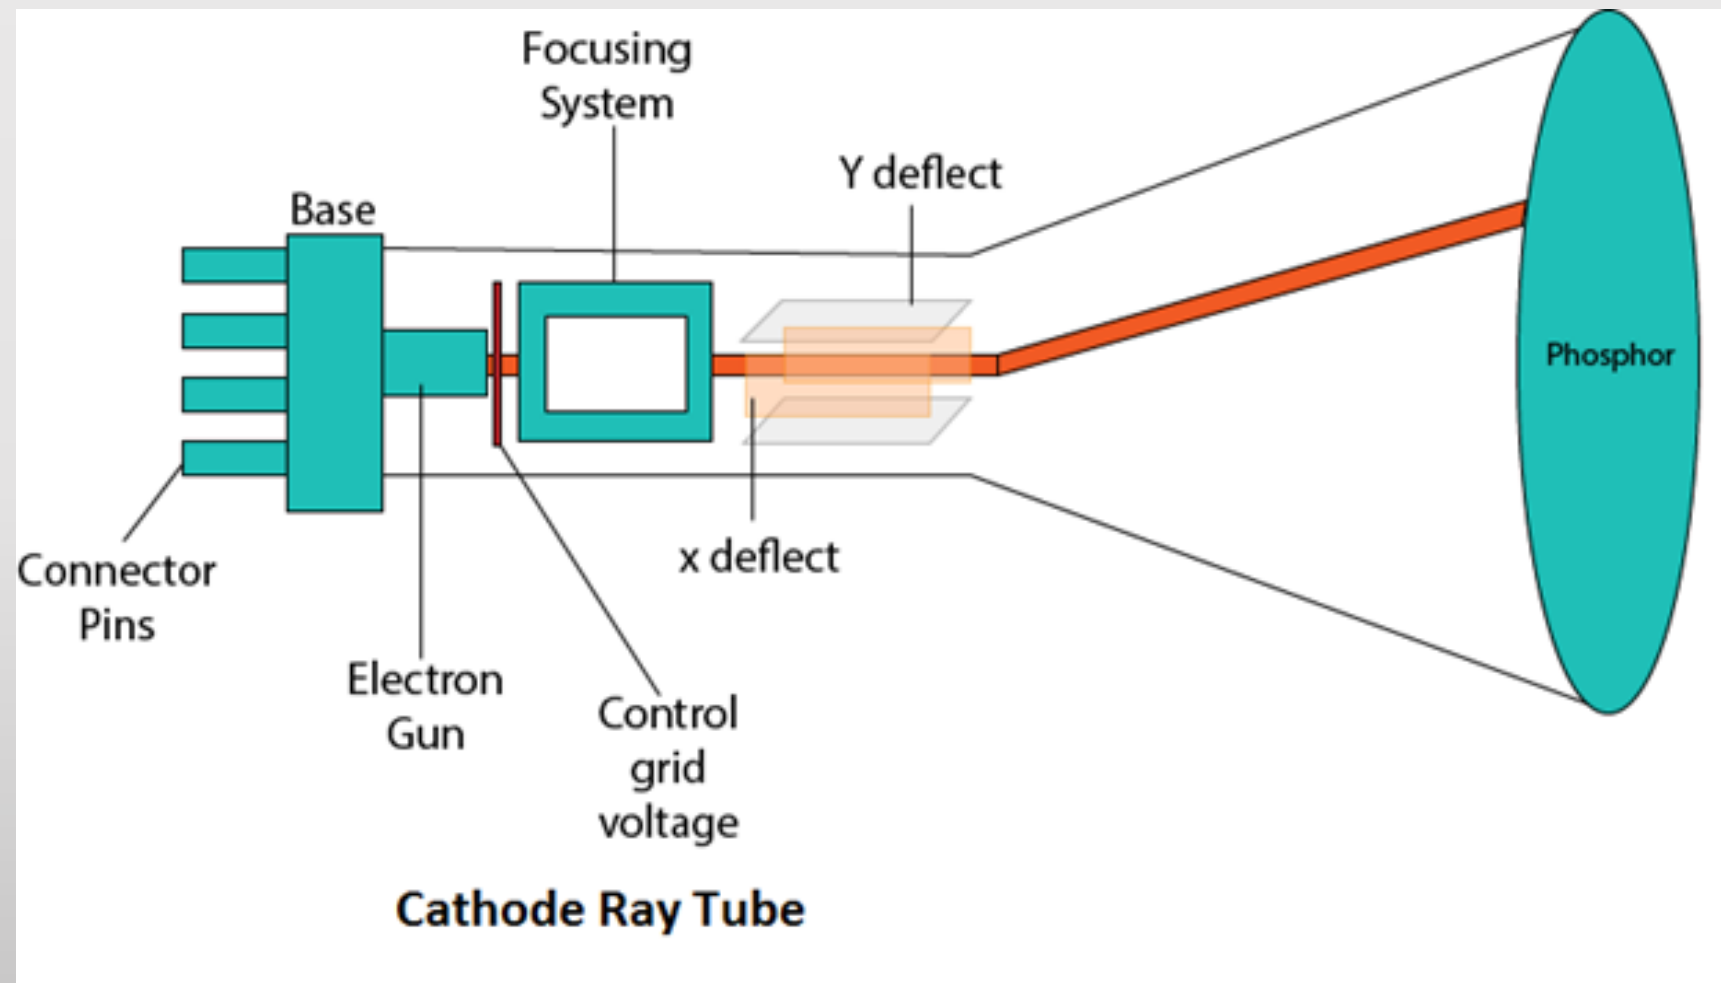 Focusing
System
Y deflect
Base
Phosphor
x deflect
Connector
Pins
Electron
Gun
Control
grid
voltage
Cathode Ray Tube